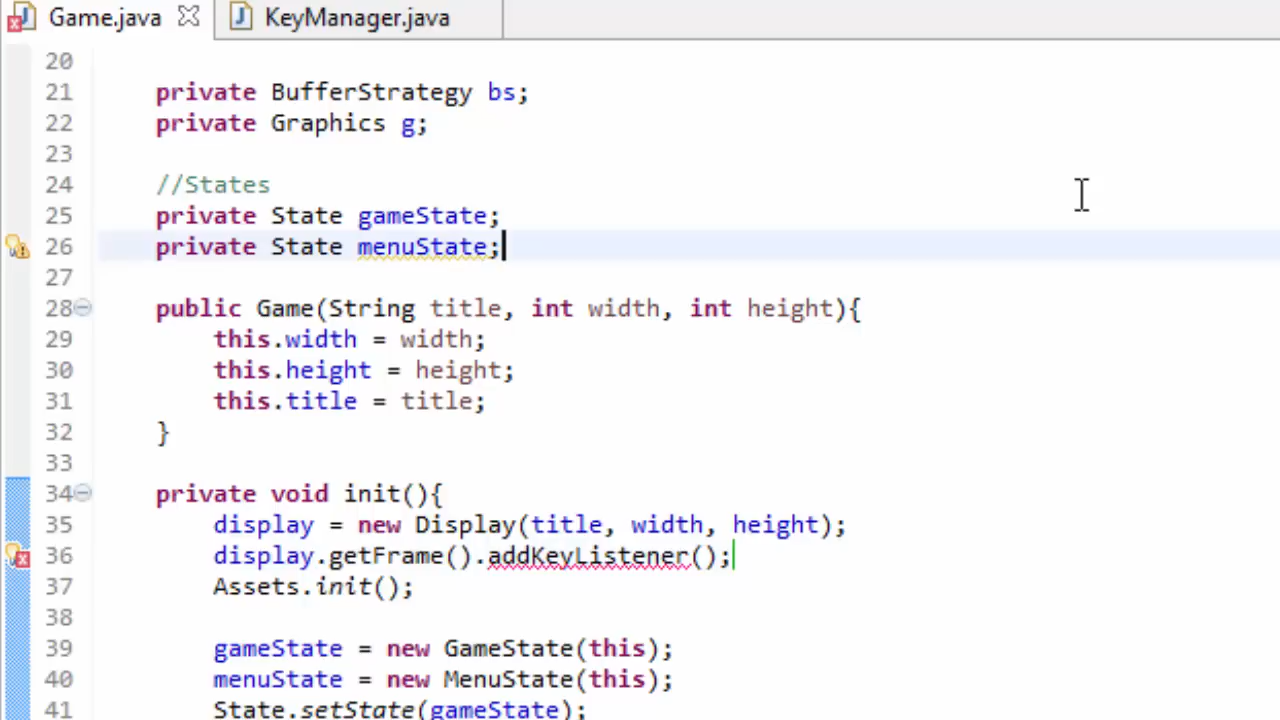 Game.java KeyManager.java
20
21 private BufferStrategy bs;
22 private Graphics g;
23
24 //States
25 private State gameState;
26 private State menuState;
27
28 public Game(String title, int width, int height){
29 this.width = width;
30 this.height = height;
31 this.title = title;
32 }
33
34 private void init(){
35 display = new Display(title, width, height);
36 display.getFrame().addKeyListener();
37 Assets.init();
38
39 gameState = new GameState(this);
40 menuState = new MenuState(this);
41 State.setState(gameState);